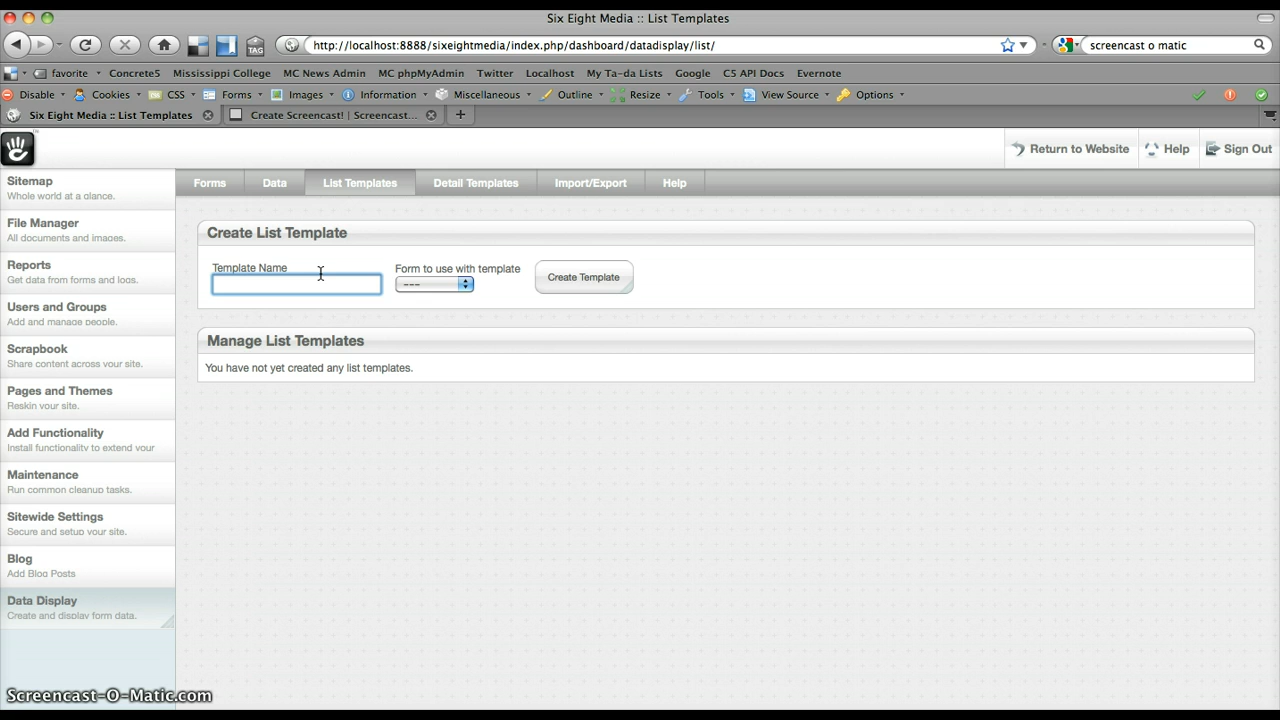 Six Eight Media :: List Templates
http://localhost:8888/sixeightmedia/index.php/dashboard/datadisplay/list/
screencast o matic
TAG
favorite Concrete5 Mississippi College MC News Admin MC phpMyAdmin Twitter Localhost My Ta-da Lists Google C5 API Docs Evernote
Disable Cookies CSS Forms Images Information Miscellaneous Outline Resize Tools View Source Options
Six Eight Media :: List Templates Create Screencast! | Screencast...
Return to Website Help Sign Out
Forms Data List Templates Detail Templates Import/Export Help
Sitemap
Whole world at a glance.
File Manager
All documents and images.
Reports
Get data from forms and logs.
Users and Groups
Add and manage people.
Scrapbook
Share content across your site.
Pages and Themes
Reskin your site.
Add Functionality
Install functionality to extend your
Maintenance
Run common cleanup tasks.
Sitewide Settings
Secure and setup your site.
Blog
Add Blog Posts
Data Display
Create and display form data.
Create List Template
Template Name Form to use with template
---
Create Template
Manage List Templates
You have not yet created any list templates.
Screencast-O-Matic.com